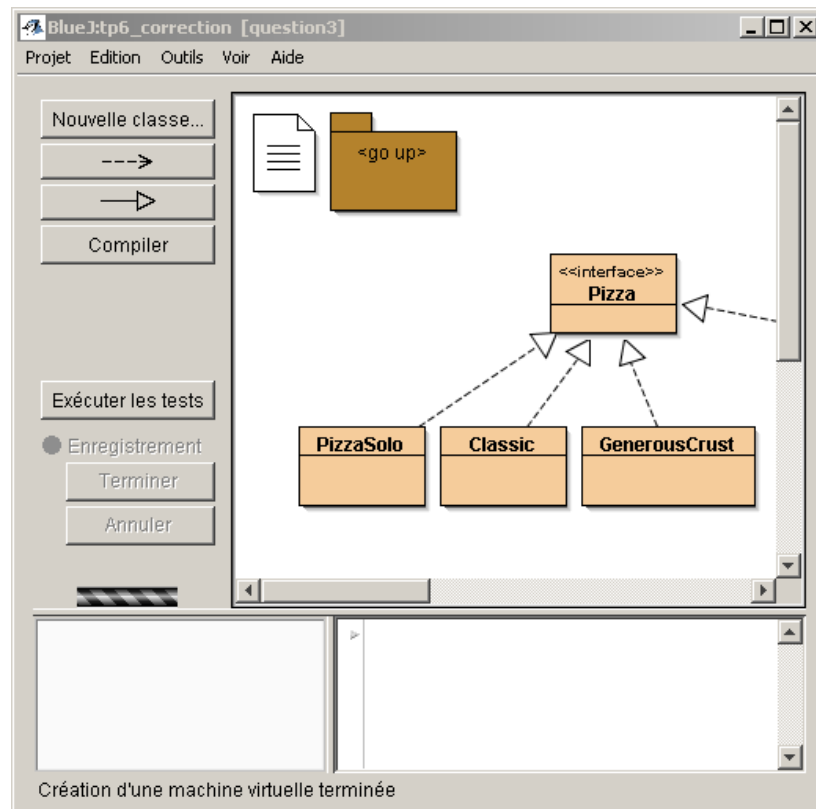 BlueJ:tp6_correction [question3]
Projet Edition Outils Voir Aide
Nouvelle classe...
<go up>
Compiler
<<interface>>
Pizza
Exécuter les tests
PizzaSolo Classic GenerousCrust
Enregistrement
Terminer
Annuler
Création d'une machine virtuelle terminée